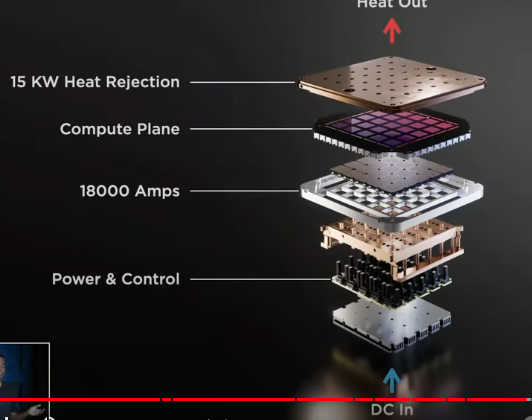 Heat Out
15 KW Heat Rejection
Compute Plane
18000 Amps
Power & Control
DC In